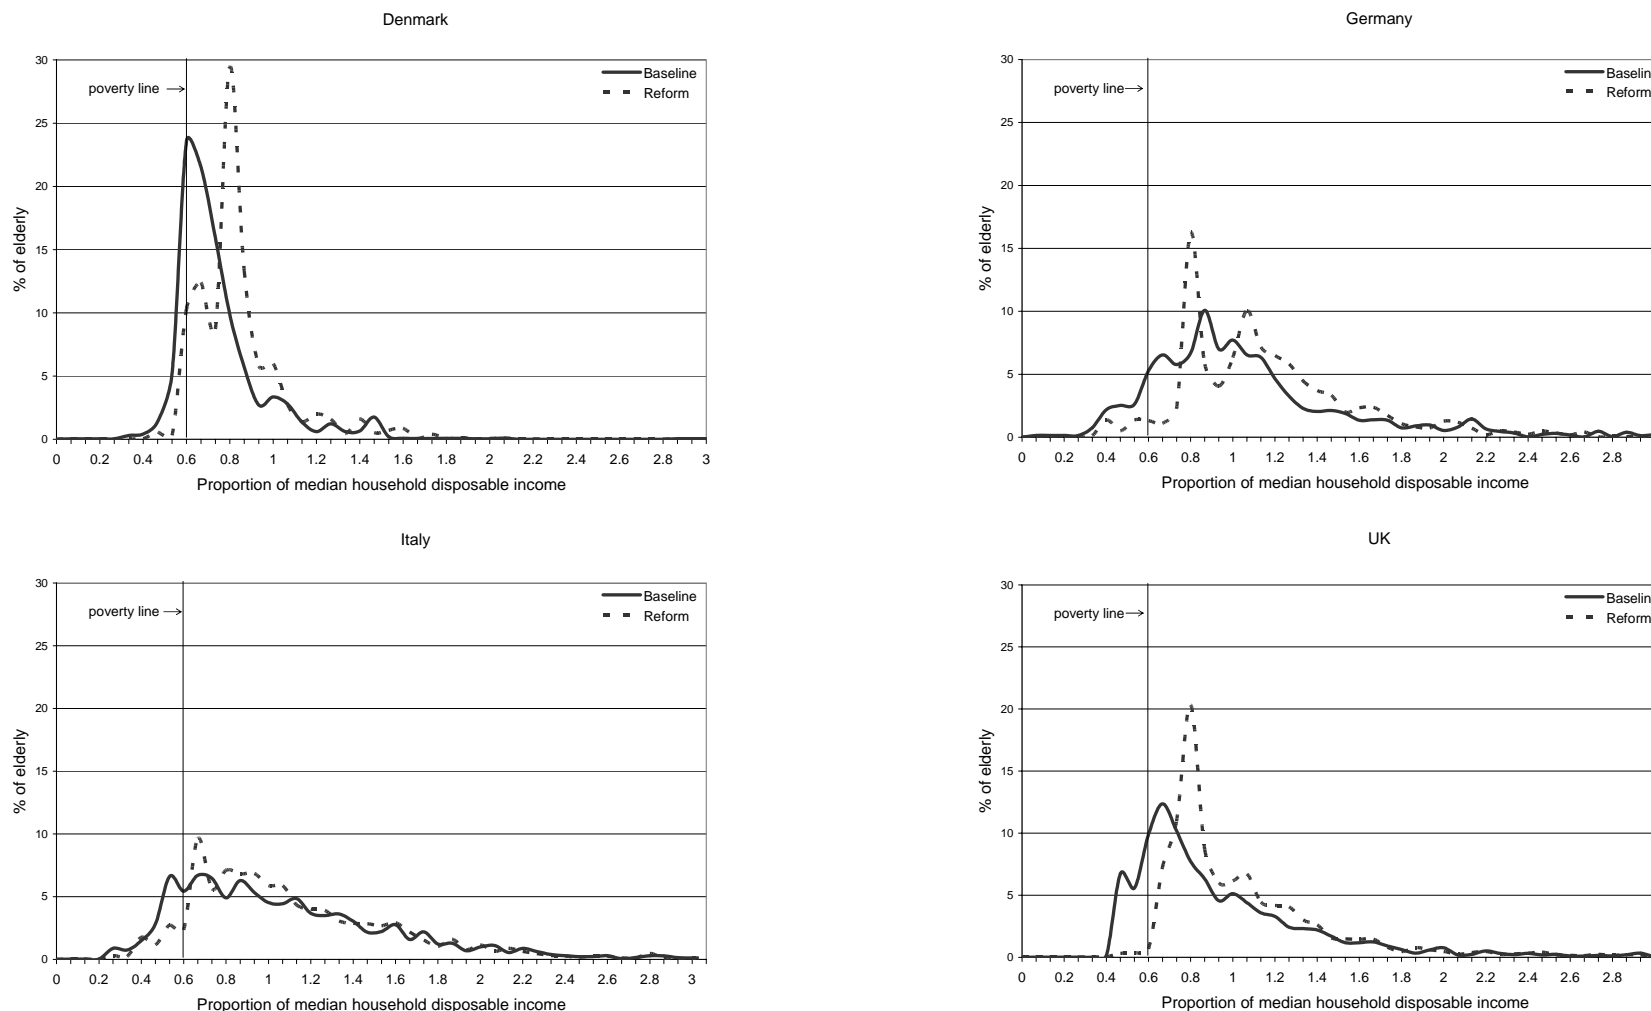 Denmark
30
25
20
15
10
5
0
% of elderly
poverty line
Baseline
Reform
0 0.2 0.4 0.6 0.8 1 1.2 1.4 1.6 1.8 2 2.2 2.4 2.6 2.8 3
Proportion of median household disposable income
Germany
30
25
20
15
10
5
0
% of elderly
poverty line
Baselin
Reform
0 0.2 0.4 0.6 0.8 1 1.2 1.4 1.6 1.8 2 2.2 2.4 2.6 2.8
Proportion of median household disposable income
Italy
30
25
20
15
10
5
0
% of elderly
poverty line
Baseline
Reform
0 0.2 0.4 0.6 0.8 1 1.2 1.4 1.6 1.8 2 2.2 2.4 2.6 2.8 3
Proportion of median household disposable income
UK
30
25
20
15
10
5
0
% of elderly
poverty line
Baselin
Reform
0 0.2 0.4 0.6 0.8 1 1.2 1.4 1.6 1.8 2 2.2 2.4 2.6 2.8
Proportion of median household disposable income